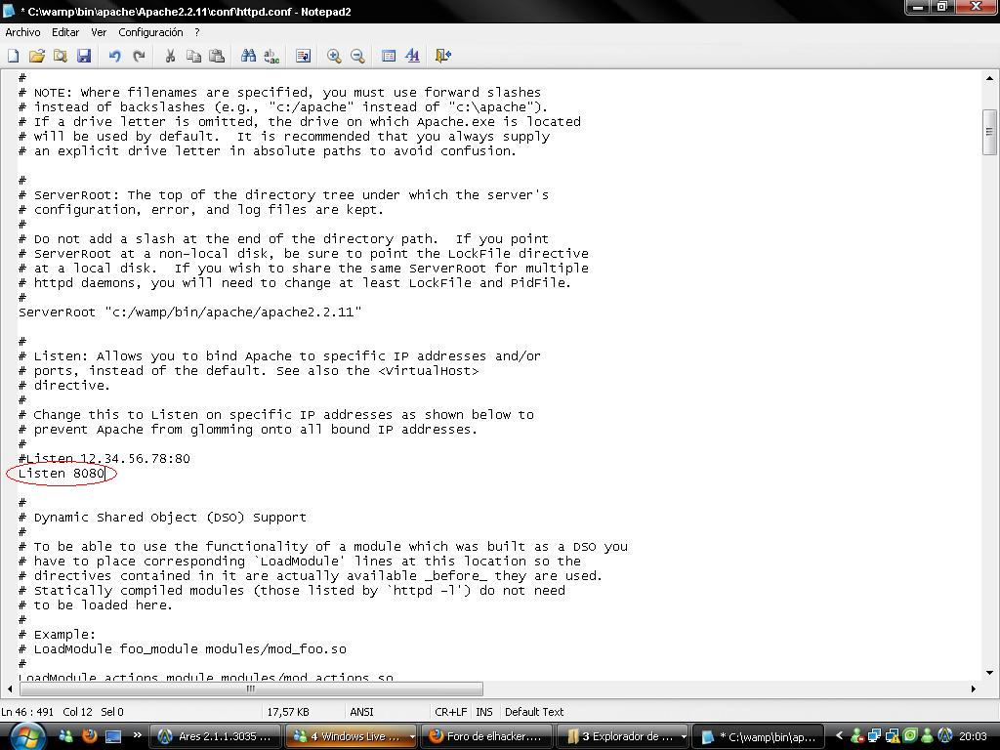 * C:\wamp\bin\apache\Apache2.2.11\conf\httpd.conf - Notepad2
Archivo Editar Ver Configuración ?
#
# NOTE: Where filenames are specified, you must use forward slashes
# instead of backslashes (e.g., "c:/apache" instead of "c:\apache").
# If a drive letter is omitted, the drive on which Apache.exe is located
# will be used by default.  It is recommended that you always supply
# an explicit drive letter in absolute paths to avoid confusion.
#
# ServerRoot: The top of the directory tree under which the server's
# configuration, error, and log files are kept.
#
# Do not add a slash at the end of the directory path.  If you point
# ServerRoot at a non-local disk, be sure to point the LockFile directive
# at a local disk.  If you wish to share the same ServerRoot for multiple
# httpd daemons, you will need to change at least LockFile and PidFile.
#
ServerRoot "c:/wamp/bin/apache/apache2.2.11"
#
# Listen: Allows you to bind Apache to specific IP addresses and/or
# ports, instead of the default. See also the <VirtualHost>
# directive.
#
# Change this to Listen on specific IP addresses as shown below to
# prevent Apache from glomming onto all bound IP addresses.
#
#Listen 12.34.56.78:80
Listen 8080
#
# Dynamic Shared Object (DSO) Support
#
# To be able to use the functionality of a module which was built as a DSO you
# have to place corresponding `LoadModule' lines at this location so the
# directives contained in it are actually available _before_ they are used.
# Statically compiled modules (those listed by `httpd -l') do not need
# to be loaded here.
#
# Example:
# LoadModule foo_module modules/mod_foo.so
#
LoadModule actions_module modules/mod_actions.so
Ln 46 : 491 Col 12 Sel 0 17,57 KB ANSI CR+LF INS Default Text
» Ares 2.1.1.3035 ... 4 Windows Live ... Foro de elhacker.... 3 Explorador de ... * C:\wamp\bin\ap... < 20:03